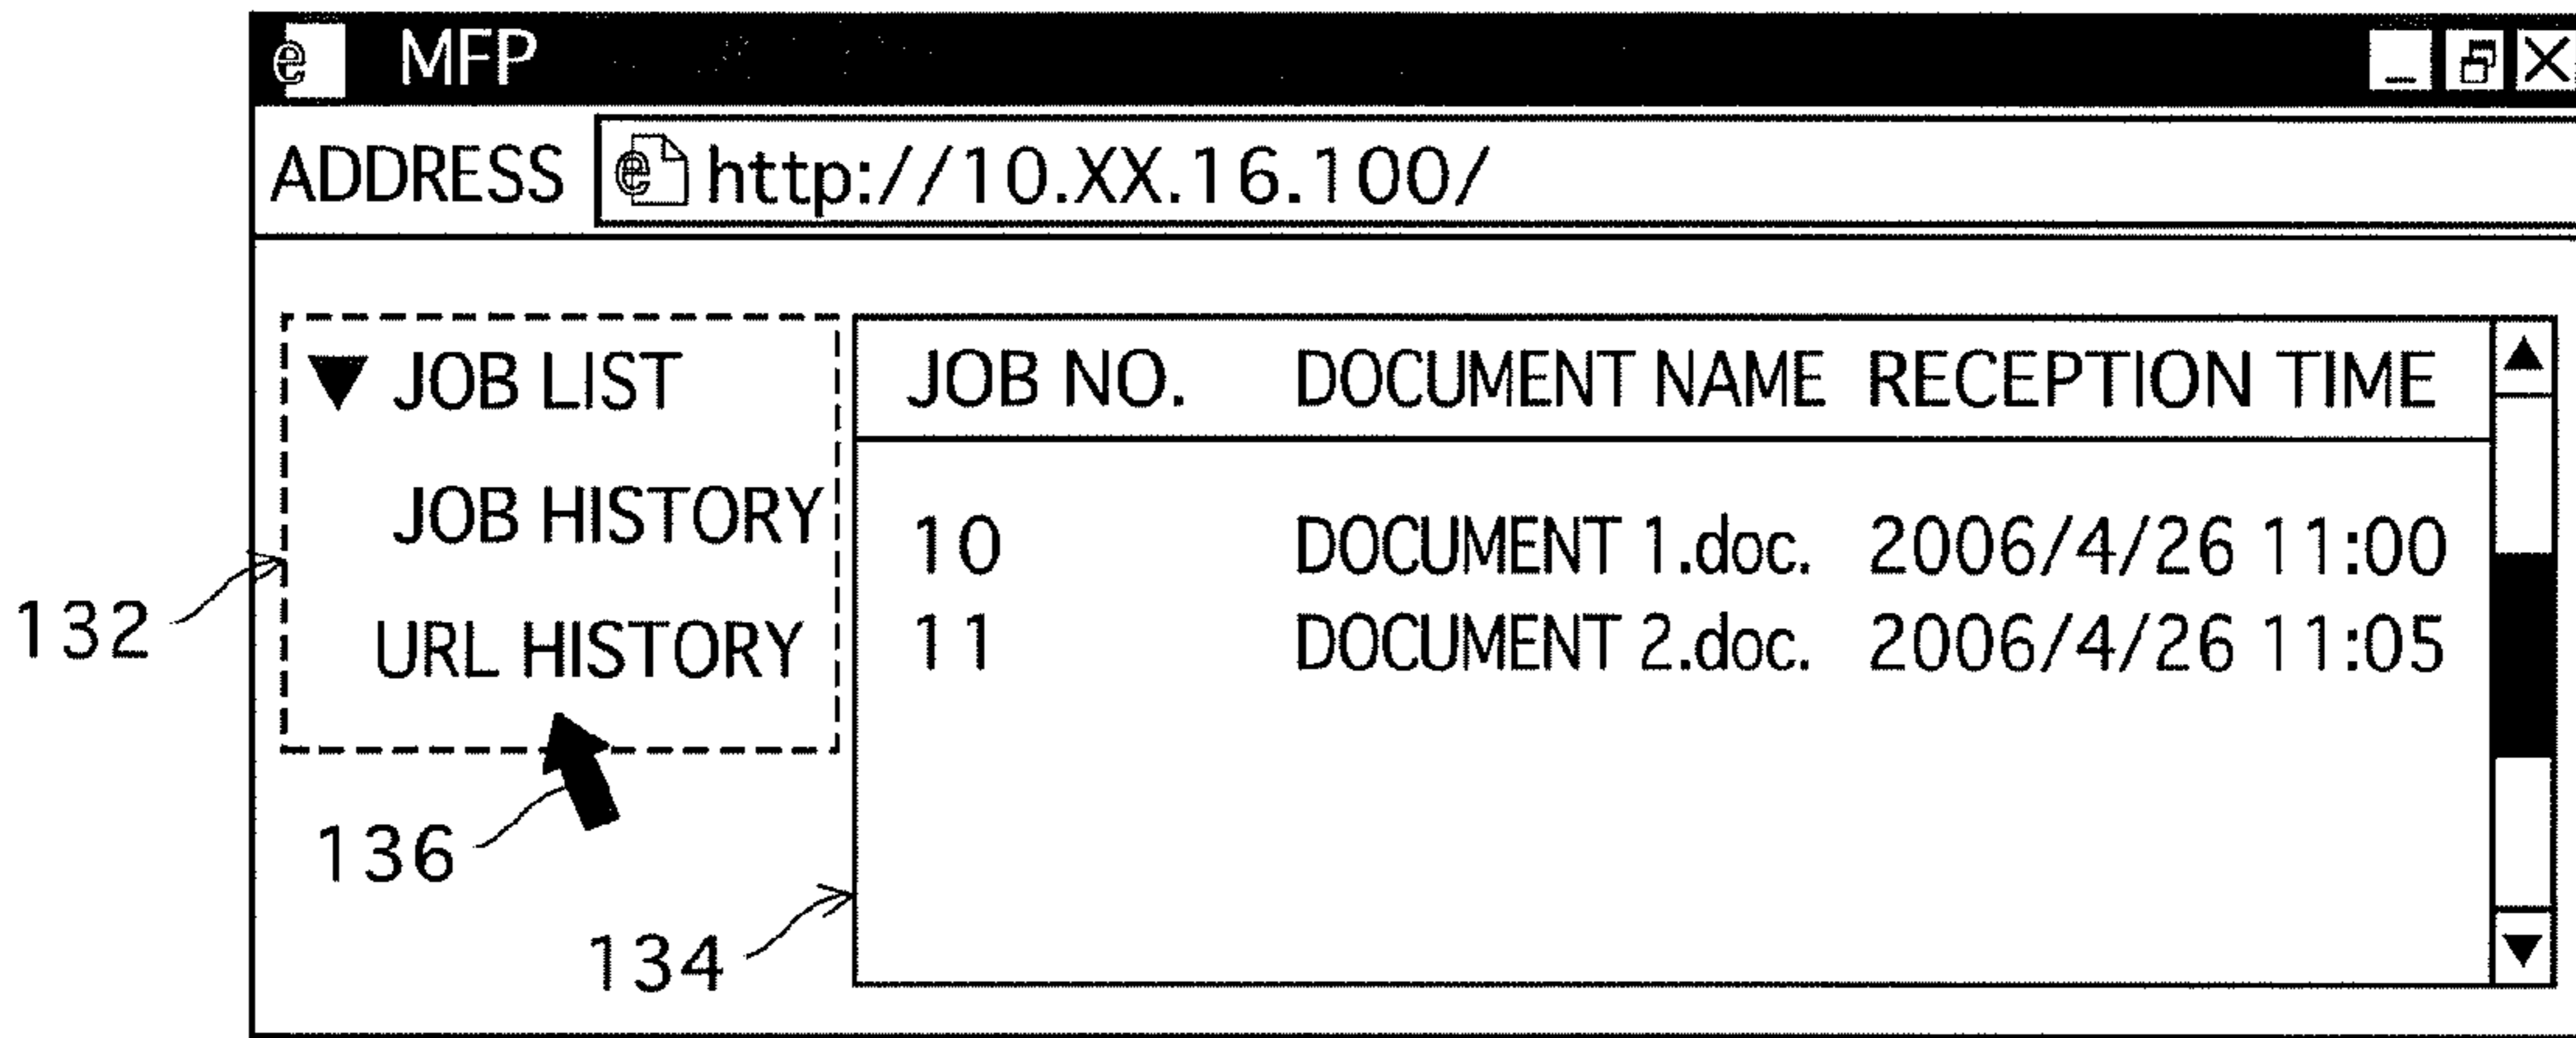 MFP
ADDRESS http://10.XX.16.100/
▼ JOB LIST
JOB HISTORY
URL HISTORY
JOB NO. DOCUMENT NAME RECEPTION TIME
10 DOCUMENT 1.doc. 2006/4/26 11:00
11 DOCUMENT 2.doc. 2006/4/26 11:05
132
136
134